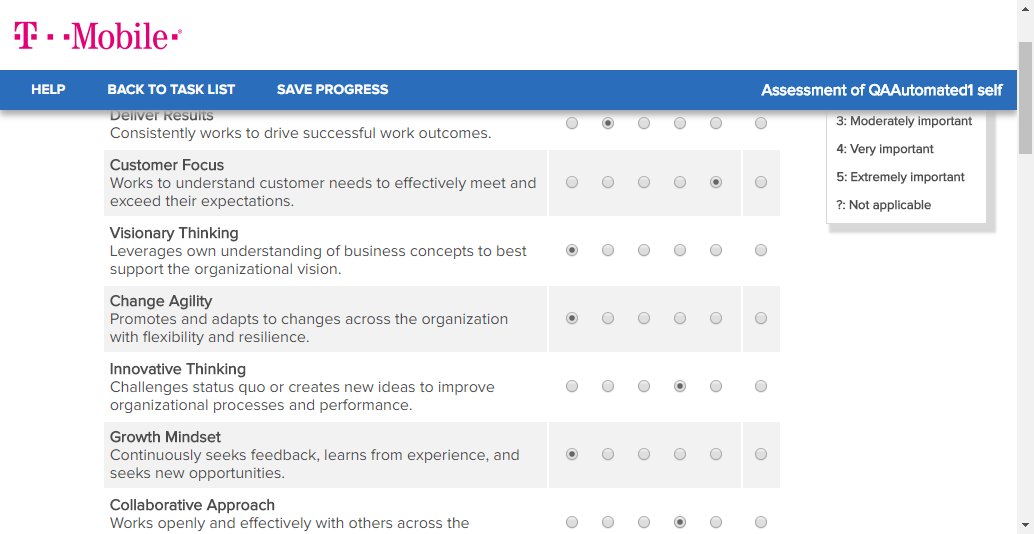 T··Mobile·®
HELP BACK TO TASK LIST SAVE PROGRESS Assessment of QAAutomated1 self
Deliver Results
Consistently works to drive successful work outcomes.
3: Moderately important
4: Very important
5: Extremely important
?: Not applicable
Customer Focus
Works to understand customer needs to effectively meet and
exceed their expectations.
Visionary Thinking
Leverages own understanding of business concepts to best
support the organizational vision.
Change Agility
Promotes and adapts to changes across the organization
with flexibility and resilience.
Innovative Thinking
Challenges status quo or creates new ideas to improve
organizational processes and performance.
Growth Mindset
Continuously seeks feedback, learns from experience, and
seeks new opportunities.
Collaborative Approach
Works openly and effectively with others across the